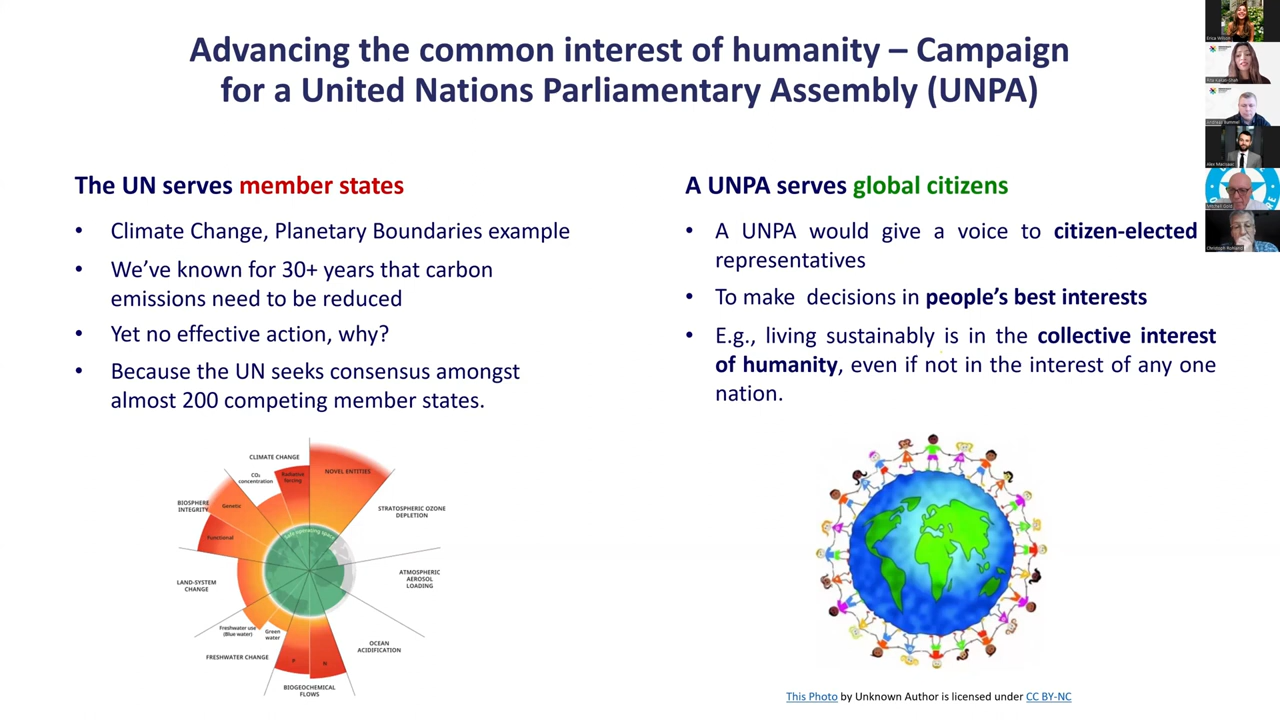 Advancing the common interest of humanity – Campaign
for a United Nations Parliamentary Assembly (UNPA)
The UN serves member states
• Climate Change, Planetary Boundaries example
• We've known for 30+ years that carbon
emissions need to be reduced
• Yet no effective action, why?
• Because the UN seeks consensus amongst
almost 200 competing member states.
CLIMATE CHANGE
NOVEL ENTITIES
CO₂
concentration
Radiative
forcing
BIOSPHERE
INTEGRITY
Genetic
Functional
STRATOSPHERIC OZONE
DEPLETION
Safe operating space
ATMOSPHERIC
AEROSOL
LOADING
LAND-SYSTEM
CHANGE
Freshwater use
(Blue water)
Green
water
FRESHWATER CHANGE
OCEAN
ACIDIFICATION
P
N
BIOGEOCHEMICAL
FLOWS
A UNPA serves global citizens
• A UNPA would give a voice to citizen-elected
representatives
• To make decisions in people's best interests
• E.g., living sustainably is in the collective interest
of humanity, even if not in the interest of any one
nation.
This Photo by Unknown Author is licensed under CC BY-NC
Erica Wilson
Andreas Bummel